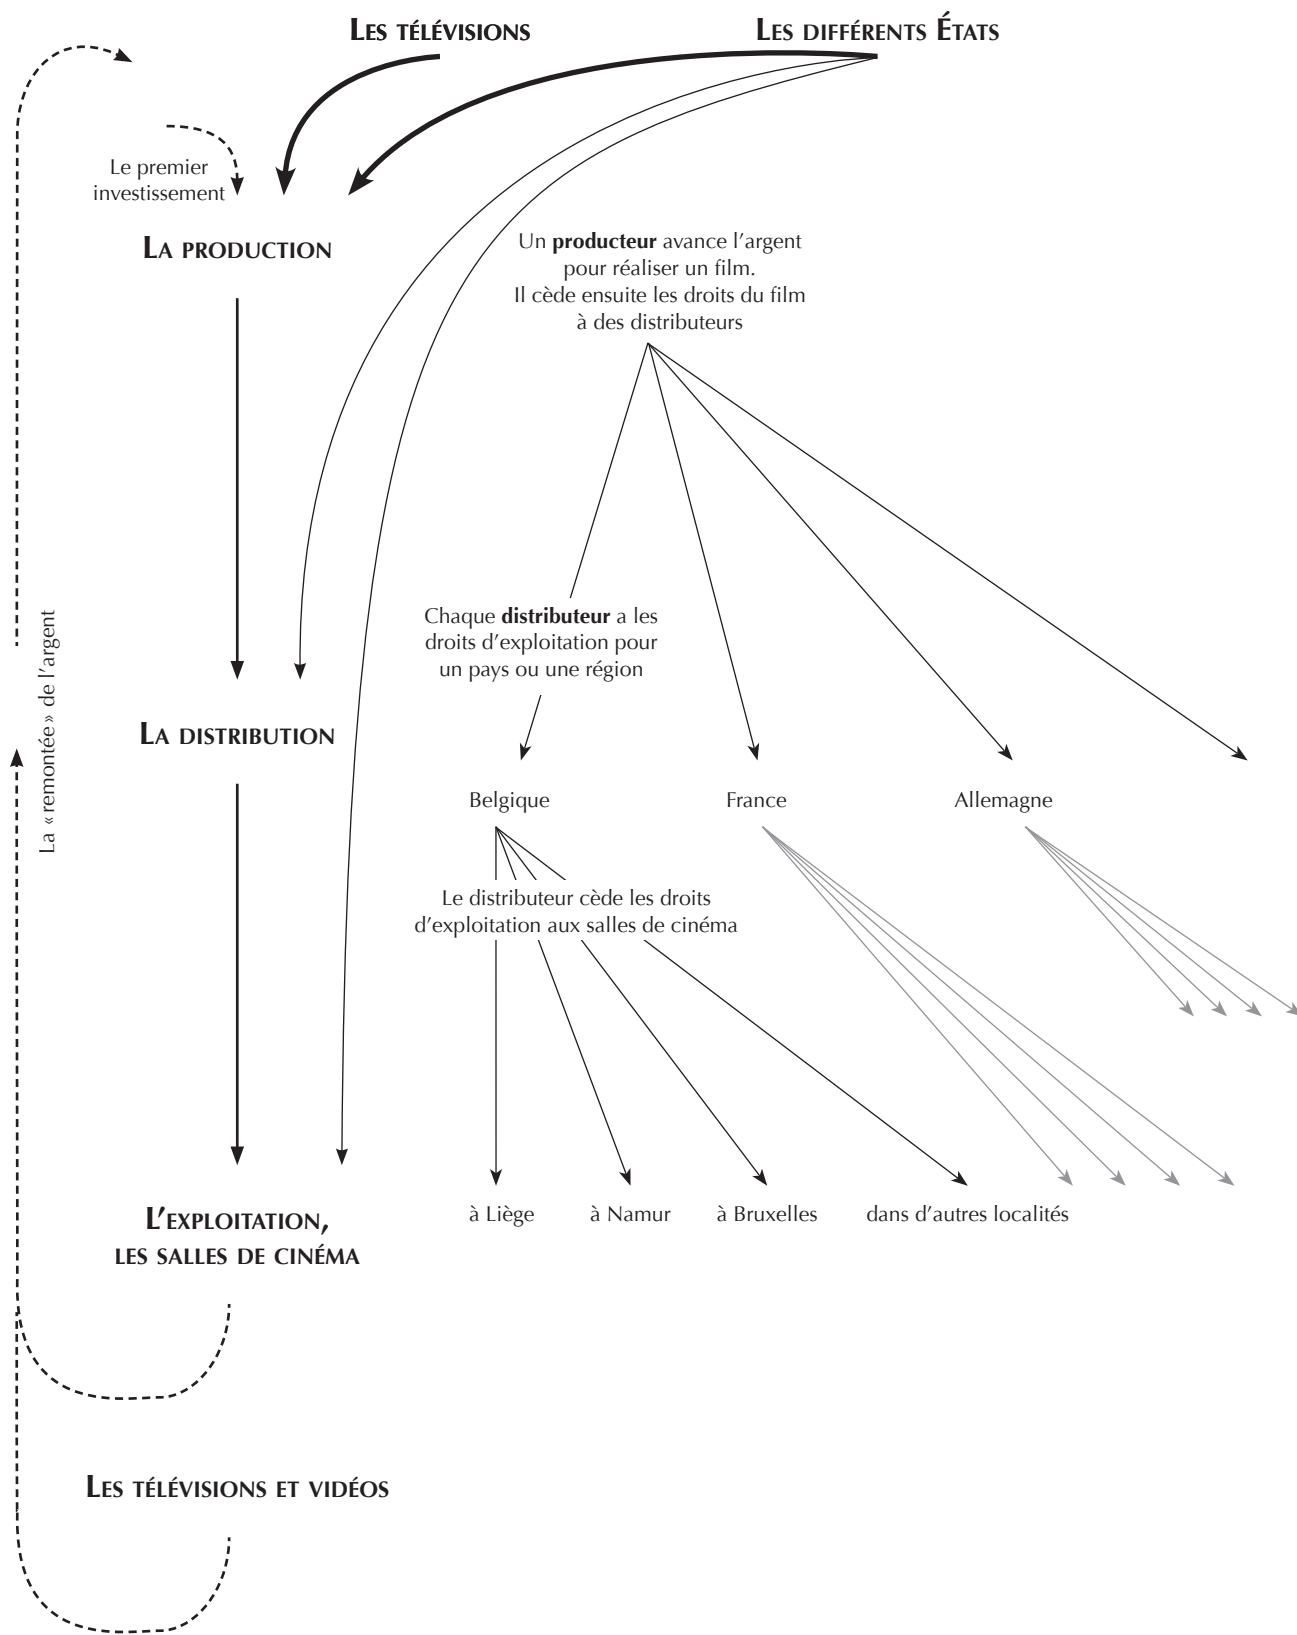 Les télévisions
Les différents États
Le premier
investissement
La production
Un producteur avance l’argent
pour réaliser un film.
Il cède ensuite les droits du film
à des distributeurs
La « remontée » de l’argent
Chaque distributeur a les
droits d’exploitation pour
un pays ou une région
La distribution
Belgique
France
Allemagne
Le distributeur cède les droits
d’exploitation aux salles de cinéma
à Liège
à Namur
à Bruxelles
dans d’autres localités
L’exploitation,
les salles de cinéma
Les télévisions et vidéos